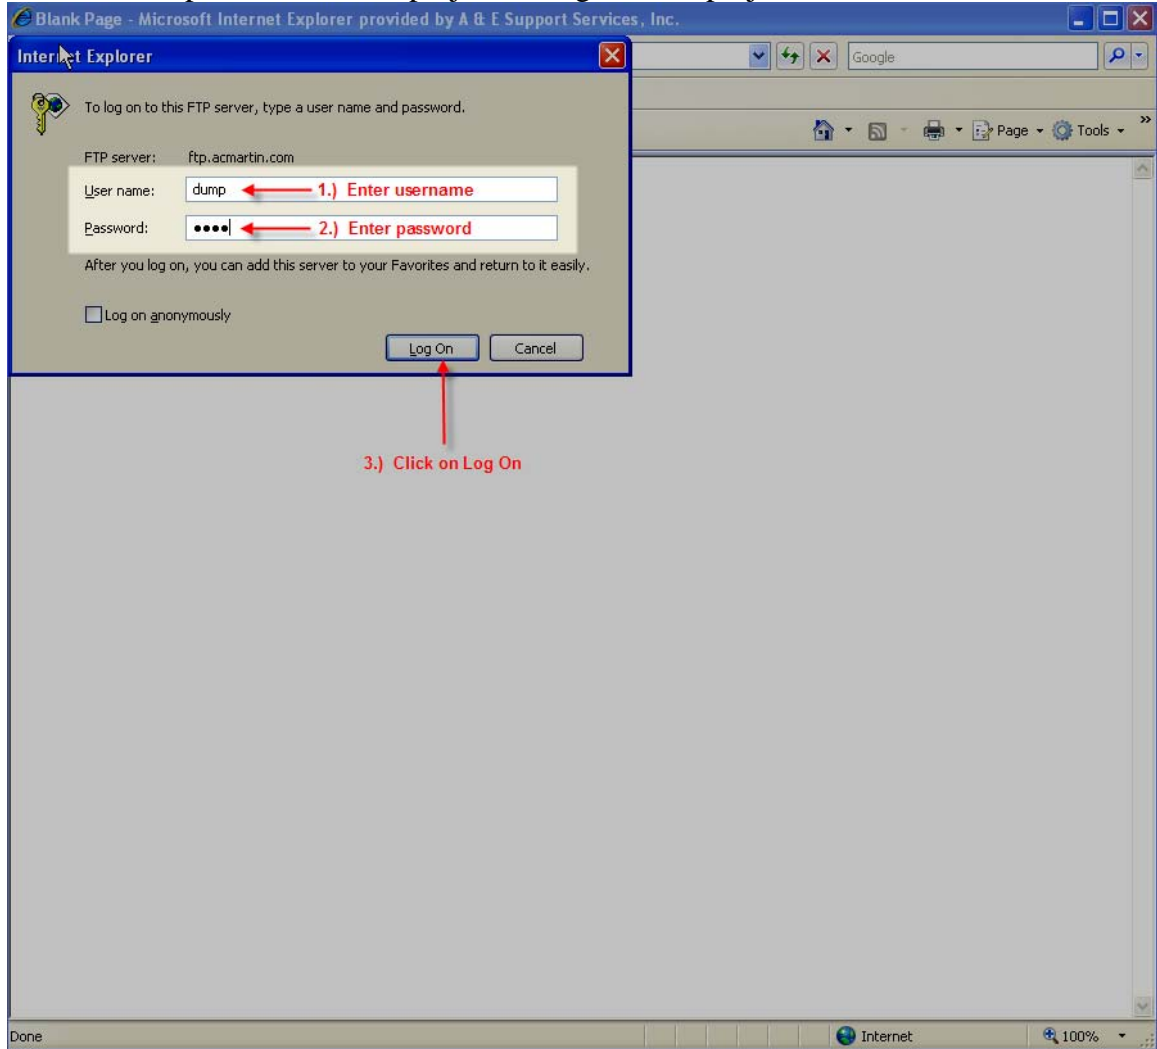 Blank Page - Microsoft Internet Explorer provided by A & E Support Services, Inc.
Internet Explorer
Google
To log on to this FTP server, type a user name and password.
Page
Tools
FTP server: ftp.acmartin.com
User name: dump 1.) Enter username
Password: •••• 2.) Enter password
After you log on, you can add this server to your Favorites and return to it easily.
Log on anonymously
Log On Cancel
3.) Click on Log On
Done Internet 100%